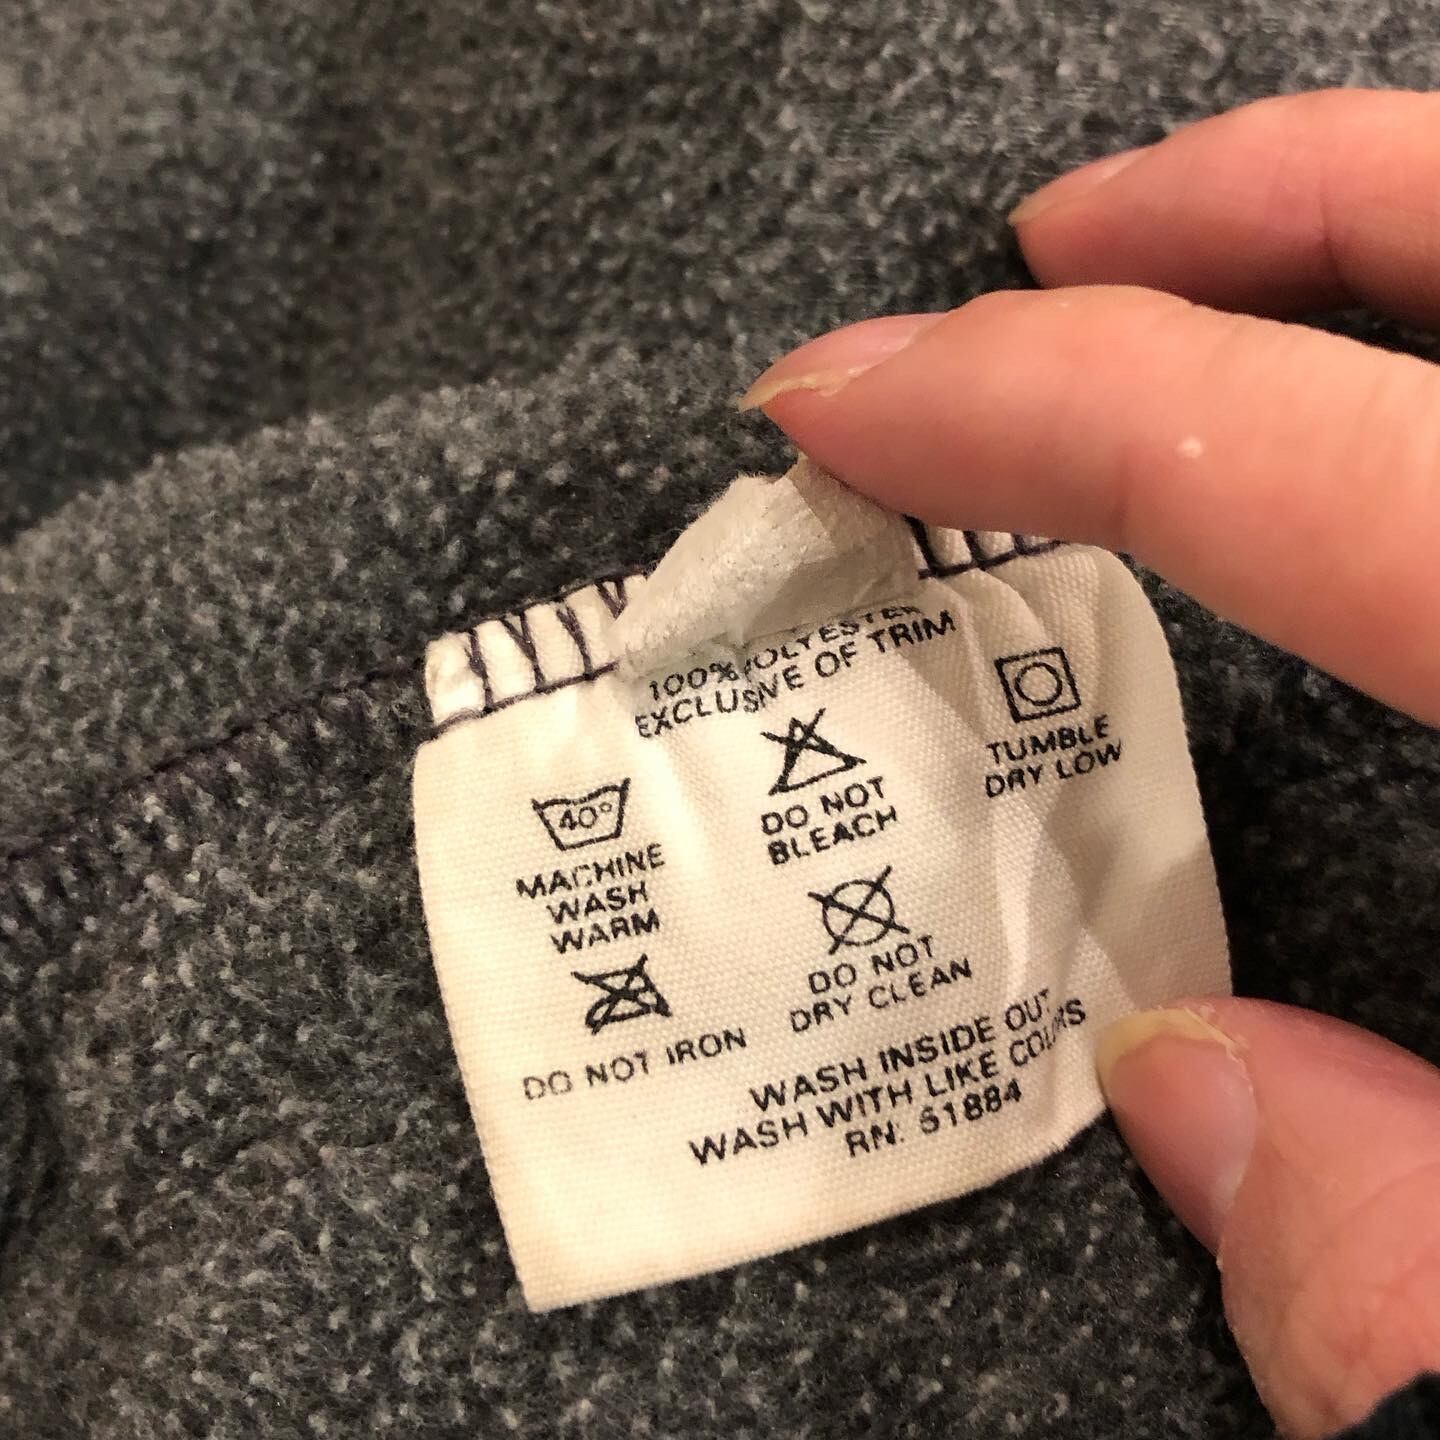 100% POLYESTER
EXCLUSIVE OF TRIM
40°
MACHINE
WASH
WARM
DO NOT
BLEACH
TUMBLE
DRY LOW
DO NOT IRON
DO NOT
DRY CLEAN
WASH INSIDE OUT
WASH WITH LIKE COLORS
RN: 51884